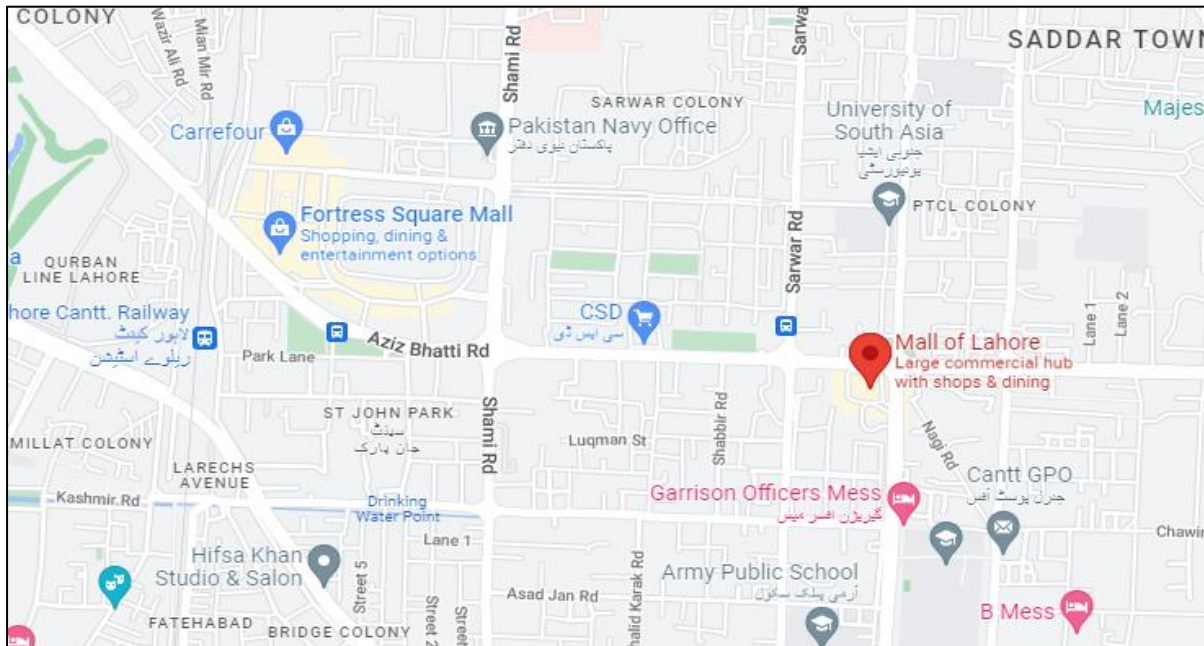 COLONY
Wazir Ali Rd
Mian Mir Rd
Shami Rd
Sarwa
SADDAR TOWN
Carrefour
SARWAR COLONY
Pakistan Navy Office
پاکستان نیوی دفتر
University of
South Asia
جنوبی ایشیا
یونیورسٹی
Majes
Fortress Square Mall
Shopping, dining &
entertainment options
PTCL COLONY
Sarwar Rd
a
QURBAN
LINE LAHORE
hore Cantt. Railway
لاہور کینٹ
ریلوے اسٹیشن
CSD
سی ایس ڈی
Lane 1
Lane 2
Aziz Bhatti Rd
Park Lane
Mall of Lahore
Large commercial hub
with shops & dining
ST JOHN PARK
سینٹ
جان پارک
Shami Rd
Shabbir Rd
Luqman St
Nagi Rd
MILLAT COLONY
LARECHS
AVENUE
Kashmir Rd
Drinking
Water Point
Garrison Officers Mess
گیریژن افسر میس
Cantt GPO
جنرل پوسٹ آفس
Chawin
Lane 1
Hifsa Khan
Studio & Salon
Street 5
Street 2
Street
Asad Jan Rd
halid Karak Rd
Army Public School
آرمی پبلک سکول
B Mess
FATEHABAD
BRIDGE COLONY